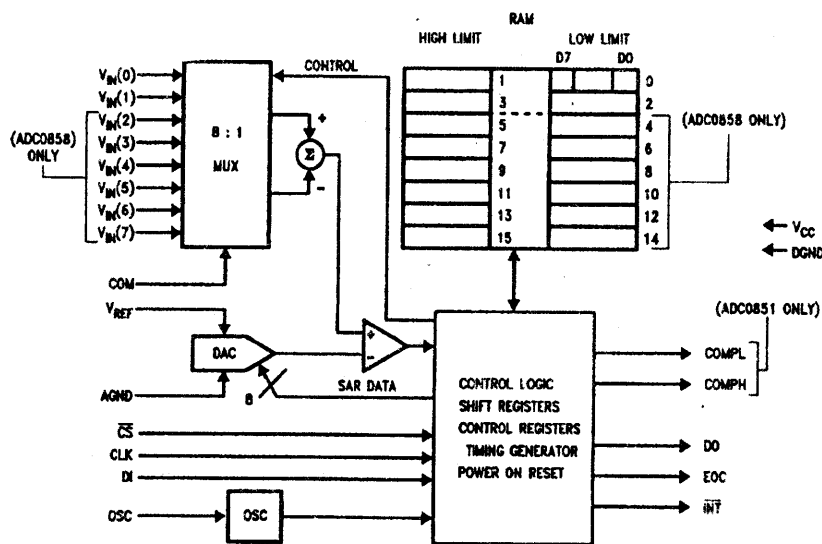 RAM
HIGH LIMIT LOW LIMIT
D7 D0
CONTROL
V_IN(0)
V_IN(1)
V_IN(2)
V_IN(3)
V_IN(4)
V_IN(5)
V_IN(6)
V_IN(7)
(ADC0858)
ONLY
8 : 1
MUX
+
Σ
-
1 0
3 2
5 4
7 6
9 8
11 10
13 12
15 14
(ADC0858 ONLY)
V_CC
DGND
COM
V_REF
DAC
AGND
8
SAR DATA
+
-
(ADC0851 ONLY)
COMPL
COMPH
CONTROL LOGIC
SHIFT REGISTERS
CONTROL REGISTERS
TIMING GENERATOR
POWER ON RESET
C̅S̅
CLK
DI
OSC
OSC
DO
EOC
I̅N̅T̅